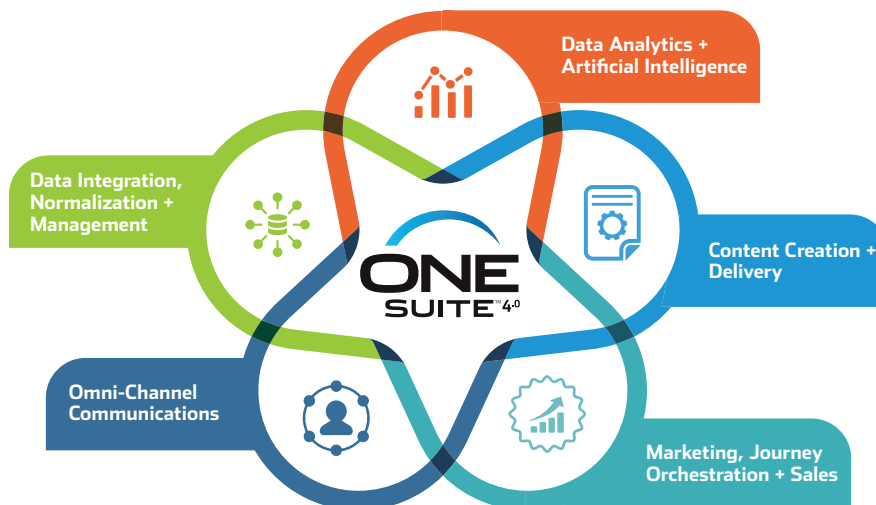 Data Analytics +
Artificial Intelligence
Data Integration,
Normalization +
Management
Content Creation +
Delivery
ONE
SUITE™ 4.0
Omni-Channel
Communications
Marketing, Journey
Orchestration + Sales